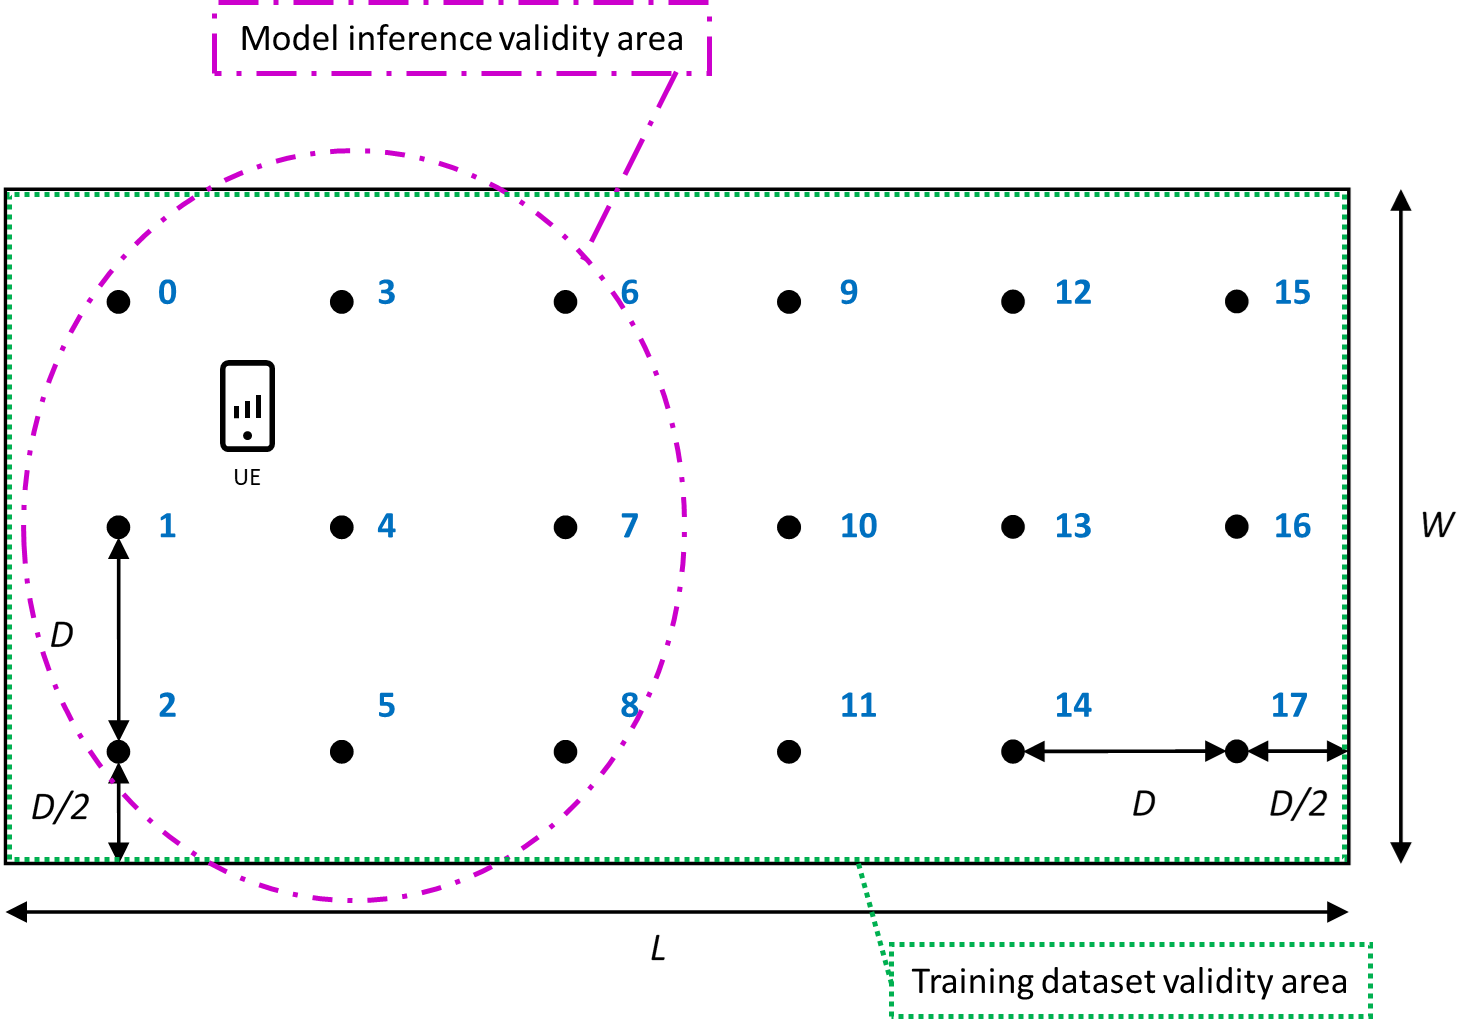 Model inference validity area
0 3 6 9 12 15
UE
1 4 7 10 13 16
W
D
2 5 8 11 14 17
D/2 D D/2
L
Training dataset validity area